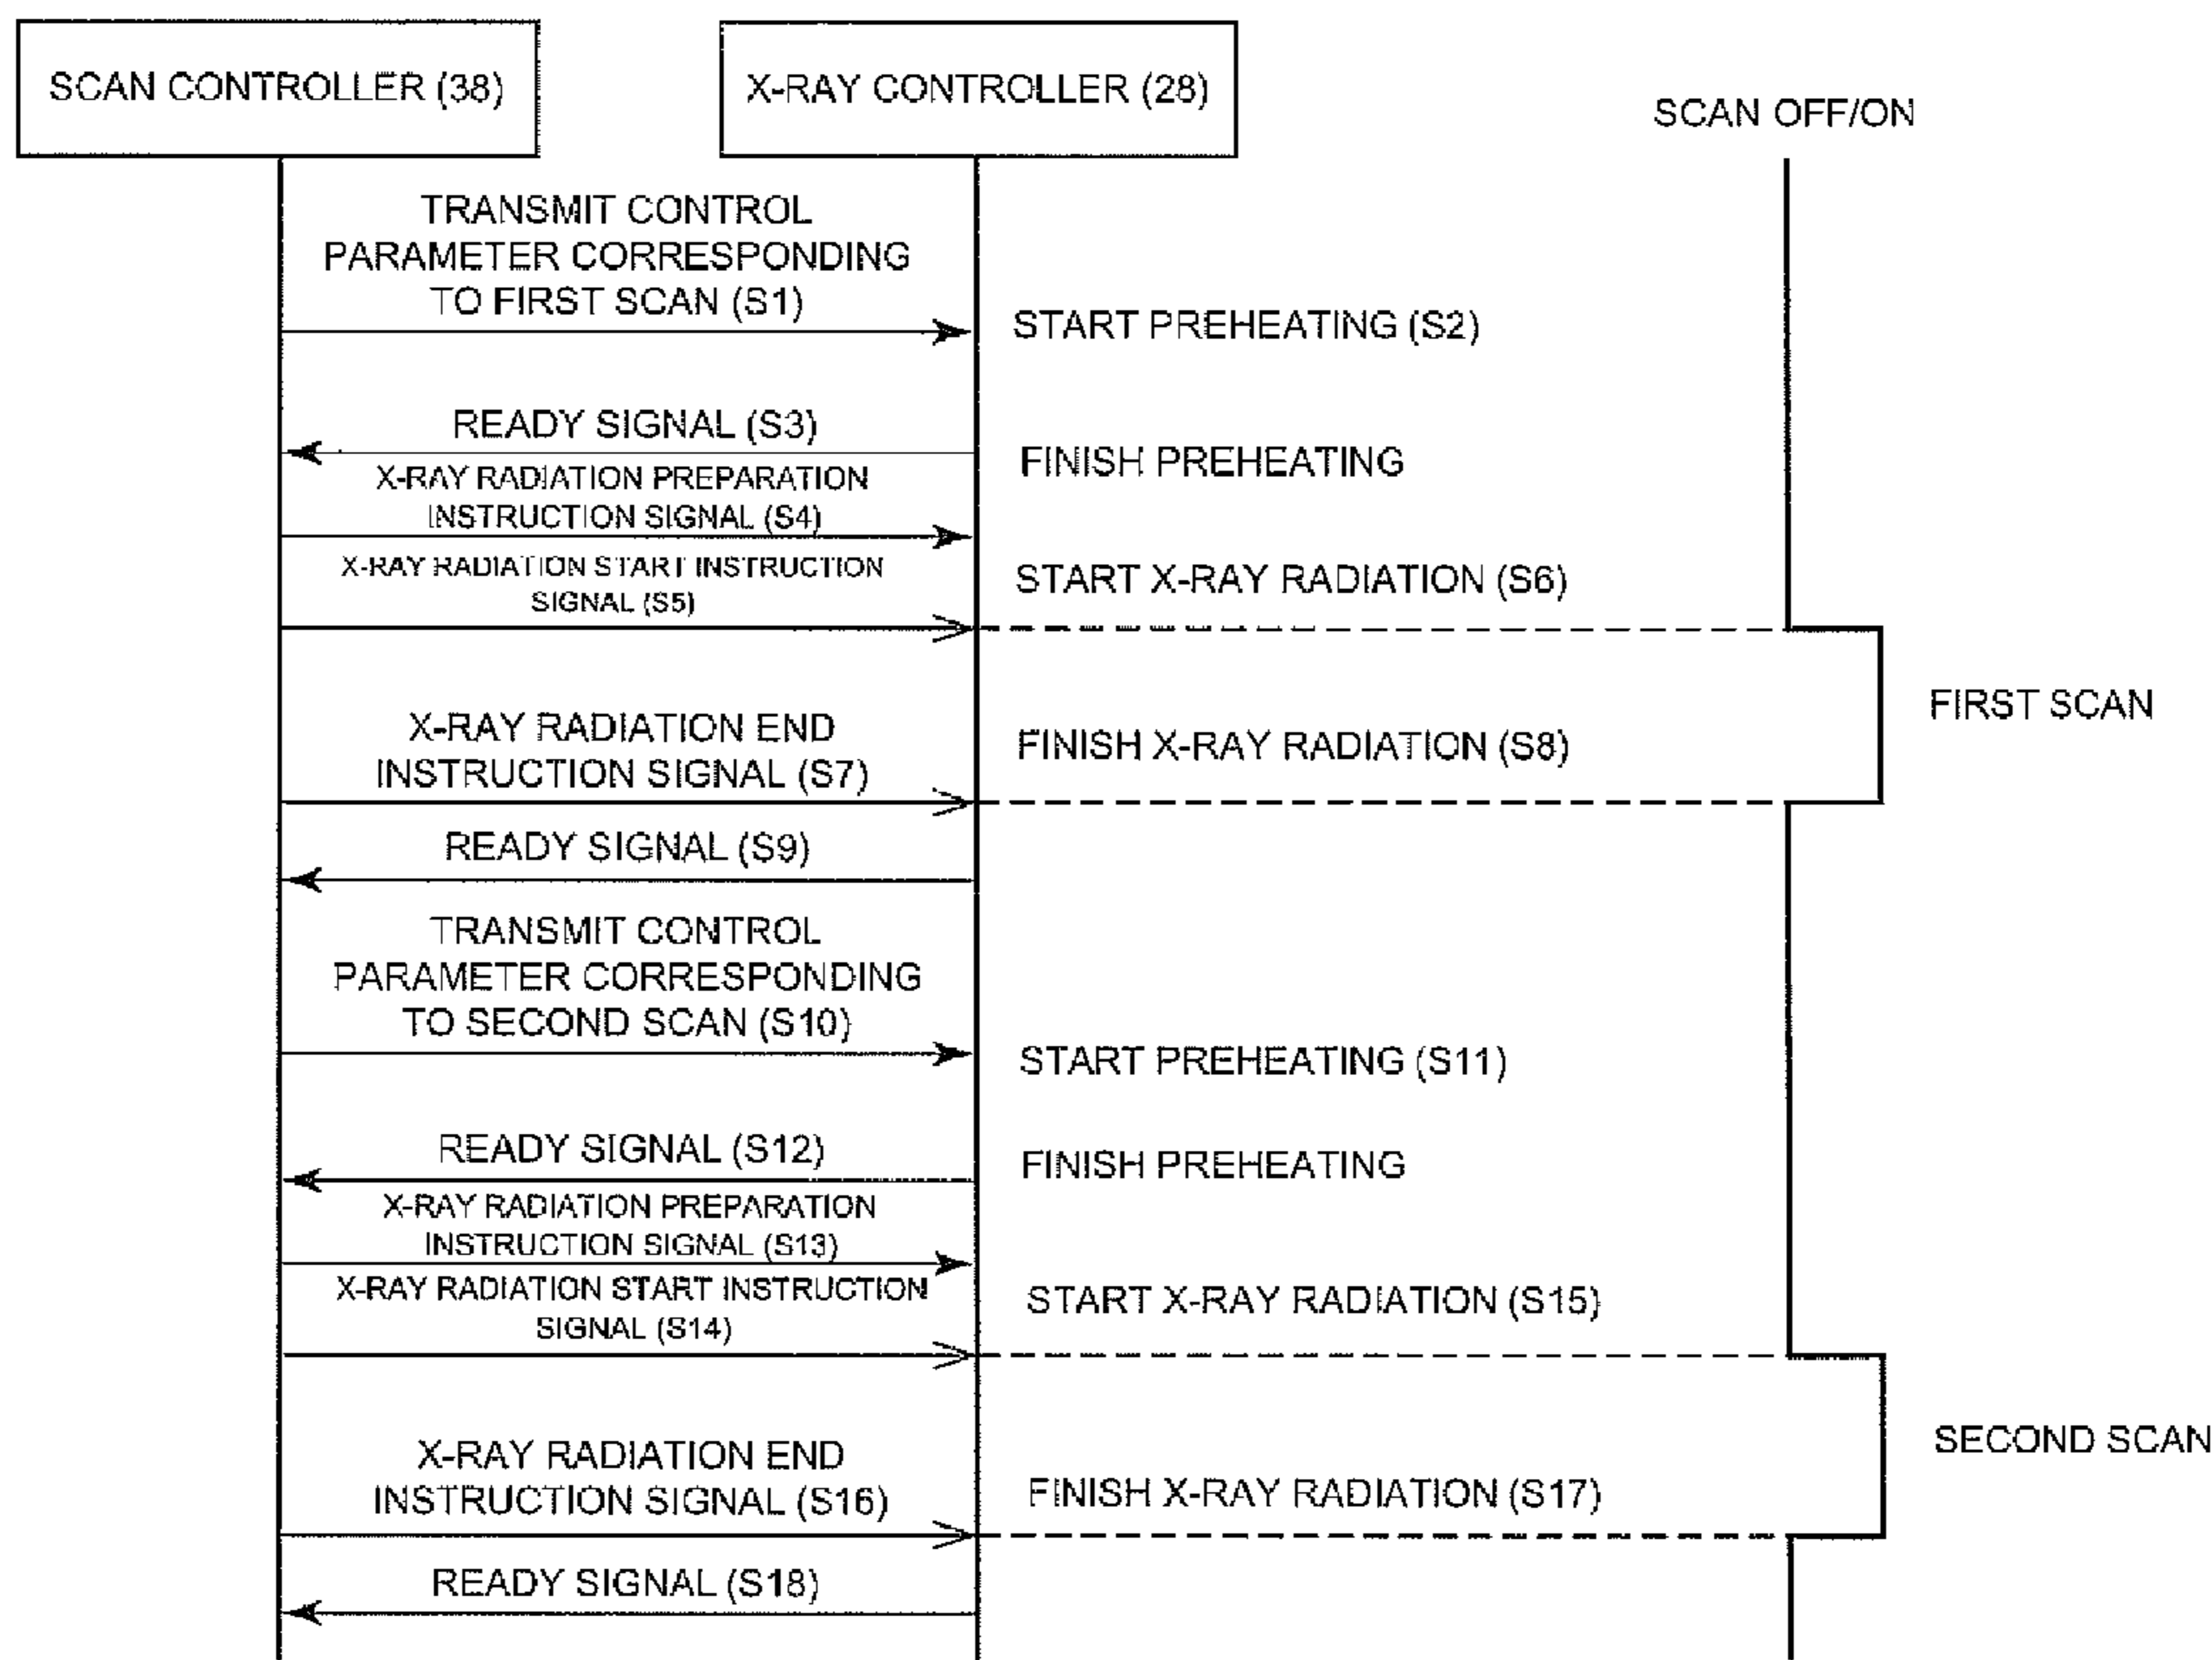 SCAN CONTROLLER (38)
X-RAY CONTROLLER (28)
SCAN OFF/ON
TRANSMIT CONTROL
PARAMETER CORRESPONDING
TO FIRST SCAN (S1)
START PREHEATING (S2)
READY SIGNAL (S3)
FINISH PREHEATING
X-RAY RADIATION PREPARATION
INSTRUCTION SIGNAL (S4)
X-RAY RADIATION START INSTRUCTION
SIGNAL (S5)
START X-RAY RADIATION (S6)
FIRST SCAN
X-RAY RADIATION END
INSTRUCTION SIGNAL (S7)
FINISH X-RAY RADIATION (S8)
READY SIGNAL (S9)
TRANSMIT CONTROL
PARAMETER CORRESPONDING
TO SECOND SCAN (S10)
START PREHEATING (S11)
READY SIGNAL (S12)
FINISH PREHEATING
X-RAY RADIATION PREPARATION
INSTRUCTION SIGNAL (S13)
X-RAY RADIATION START INSTRUCTION
SIGNAL (S14)
START X-RAY RADIATION (S15)
SECOND SCAN
X-RAY RADIATION END
INSTRUCTION SIGNAL (S16)
FINISH X-RAY RADIATION (S17)
READY SIGNAL (S18)